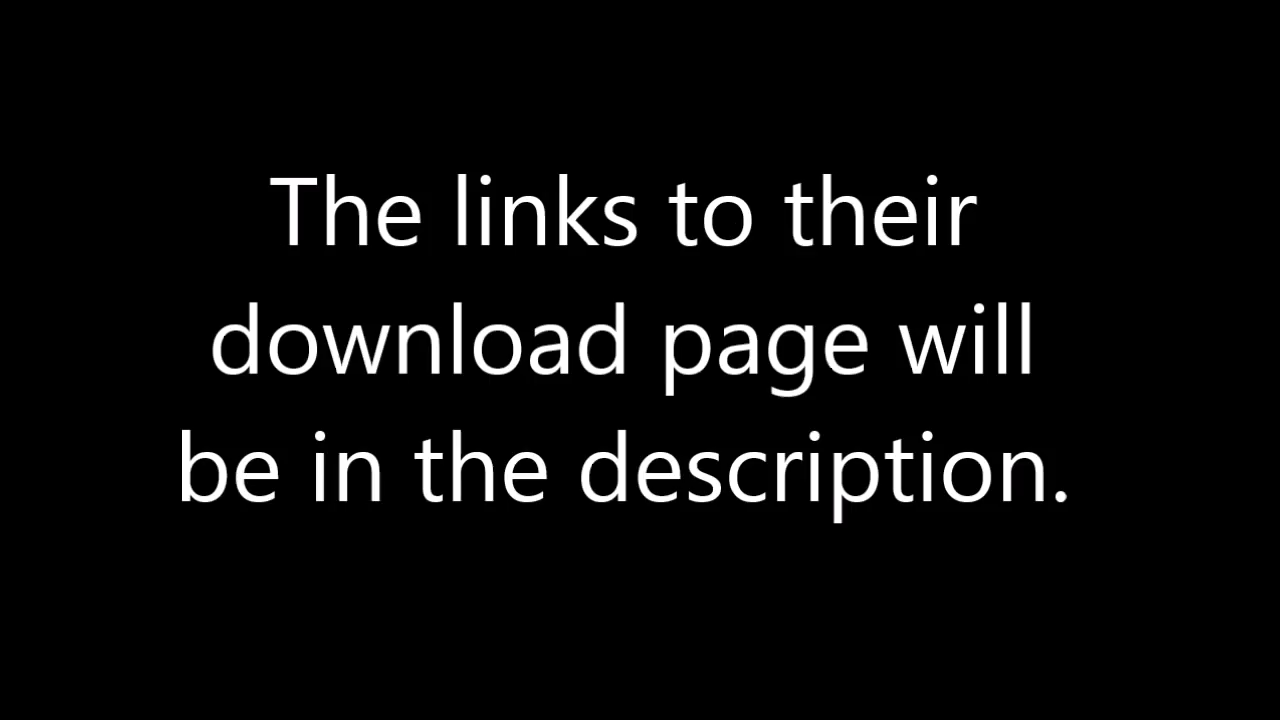 The links to their
download page will
be in the description.